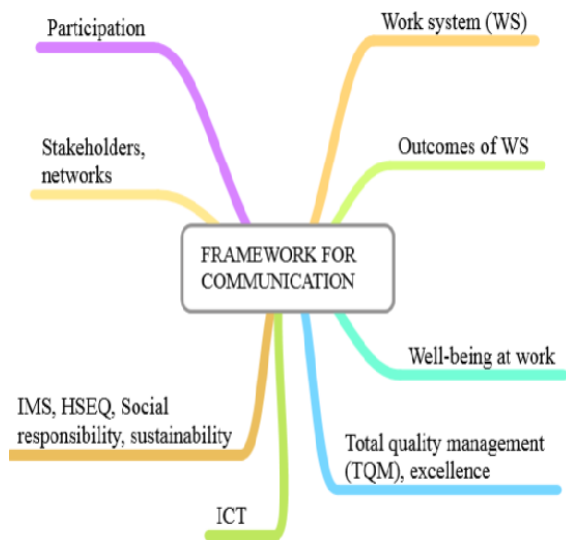 Participation
Work system (WS)
Stakeholders,
networks
Outcomes of WS
FRAMEWORK FOR
COMMUNICATION
Well-being at work
IMS, HSEQ, Social
responsibility, sustainability
Total quality management
(TQM), excellence
ICT